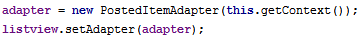 adapter = new PostedItemAdapter(this.getContext());
listview.setAdapter(adapter);